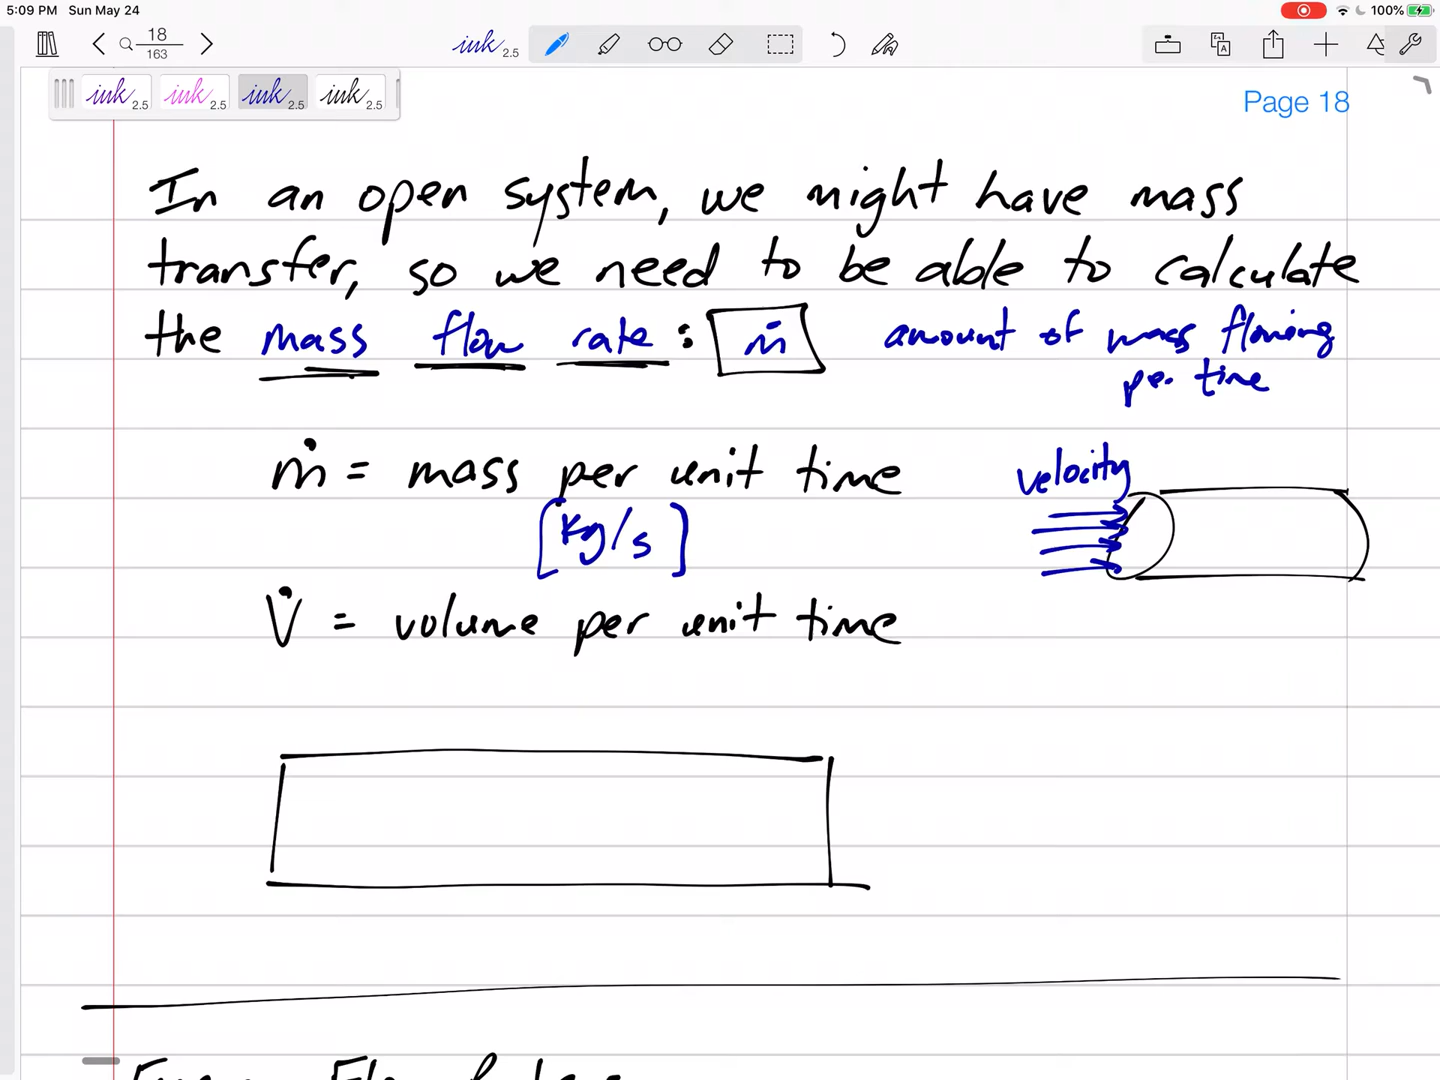 5:09 PM Sun May 24
100%
18
163
ink 2.5
ink 2.5 ink 2.5 ink 2.5 ink 2.5
Page 18
In an open system, we might have mass
transfer, so we need to be able to calculate
the mass flow rate : ṁ amount of mass flowing
per time
ṁ = mass per unit time
[kg/s]
velocity
V̇ = volume per unit time